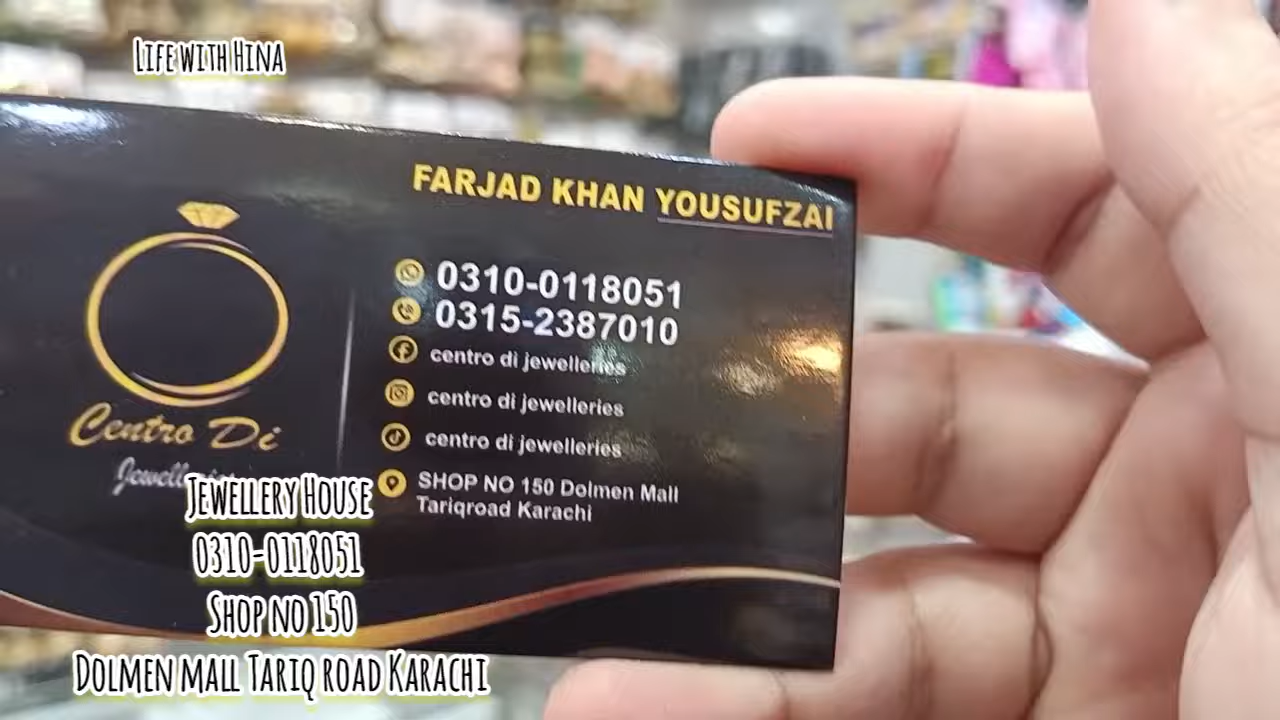 Life with Hina
FARJAD KHAN YOUSUFZAI
0310-0118051
0315-2387010
centro di jewelleries
centro di jewelleries
centro di jewelleries
SHOP NO 150 Dolmen Mall
Tariqroad Karachi
Centro Di
Jewellery House
0310-0118051
Shop no 150
Dolmen mall Tariq road Karachi